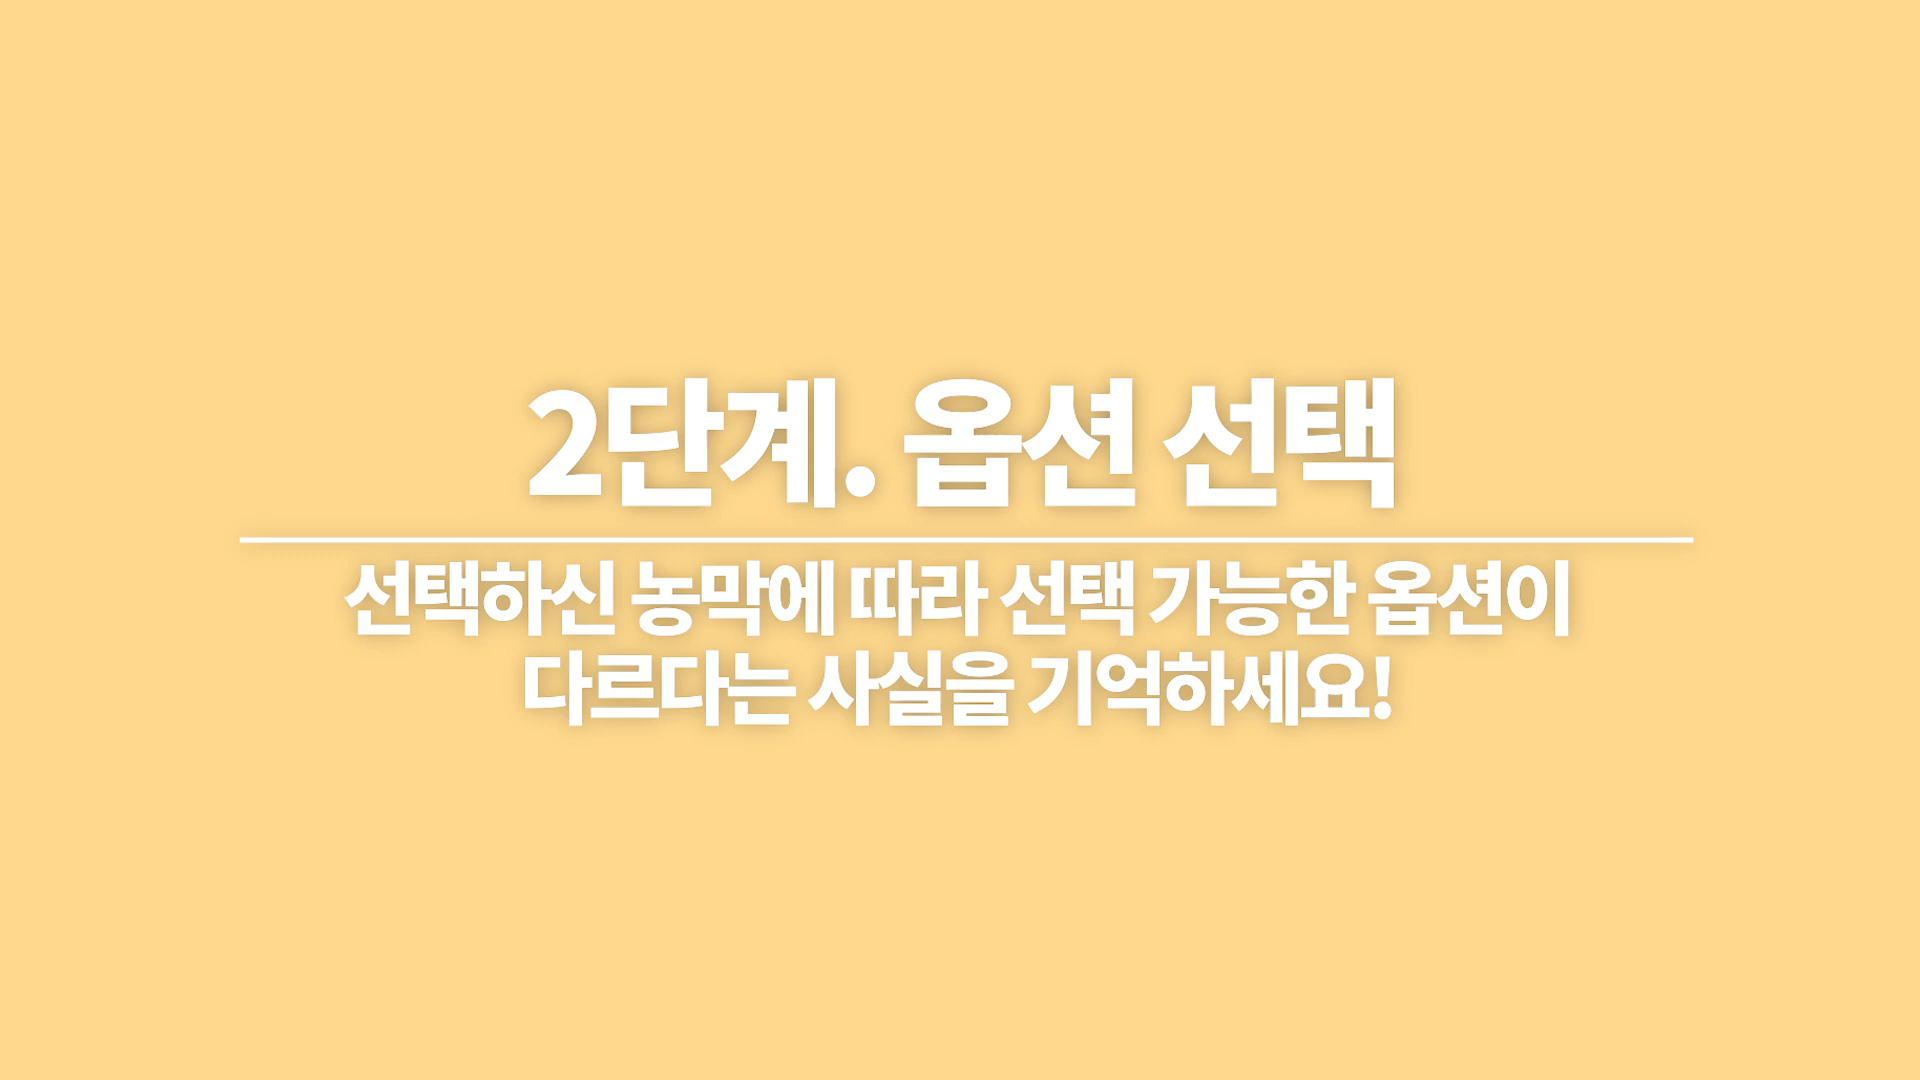 2단계. 옵션 선택
선택하신 농막에 따라 선택 가능한 옵션이
다르다는 사실을 기억하세요!